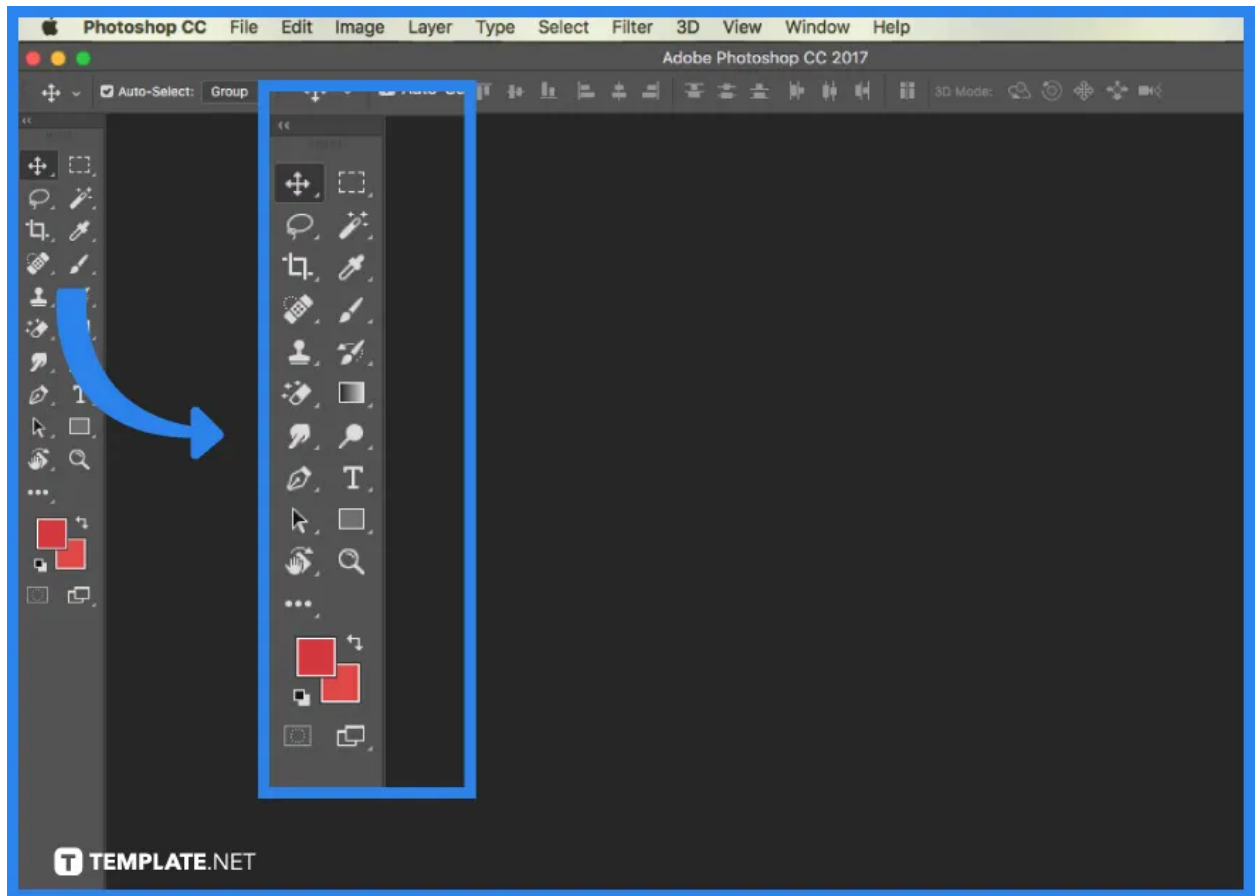 Photoshop CC File Edit Image Layer Type Select Filter 3D View Window Help
Adobe Photoshop CC 2017
Auto-Select: Group
3D Mode:
T
T
T TEMPLATE.NET